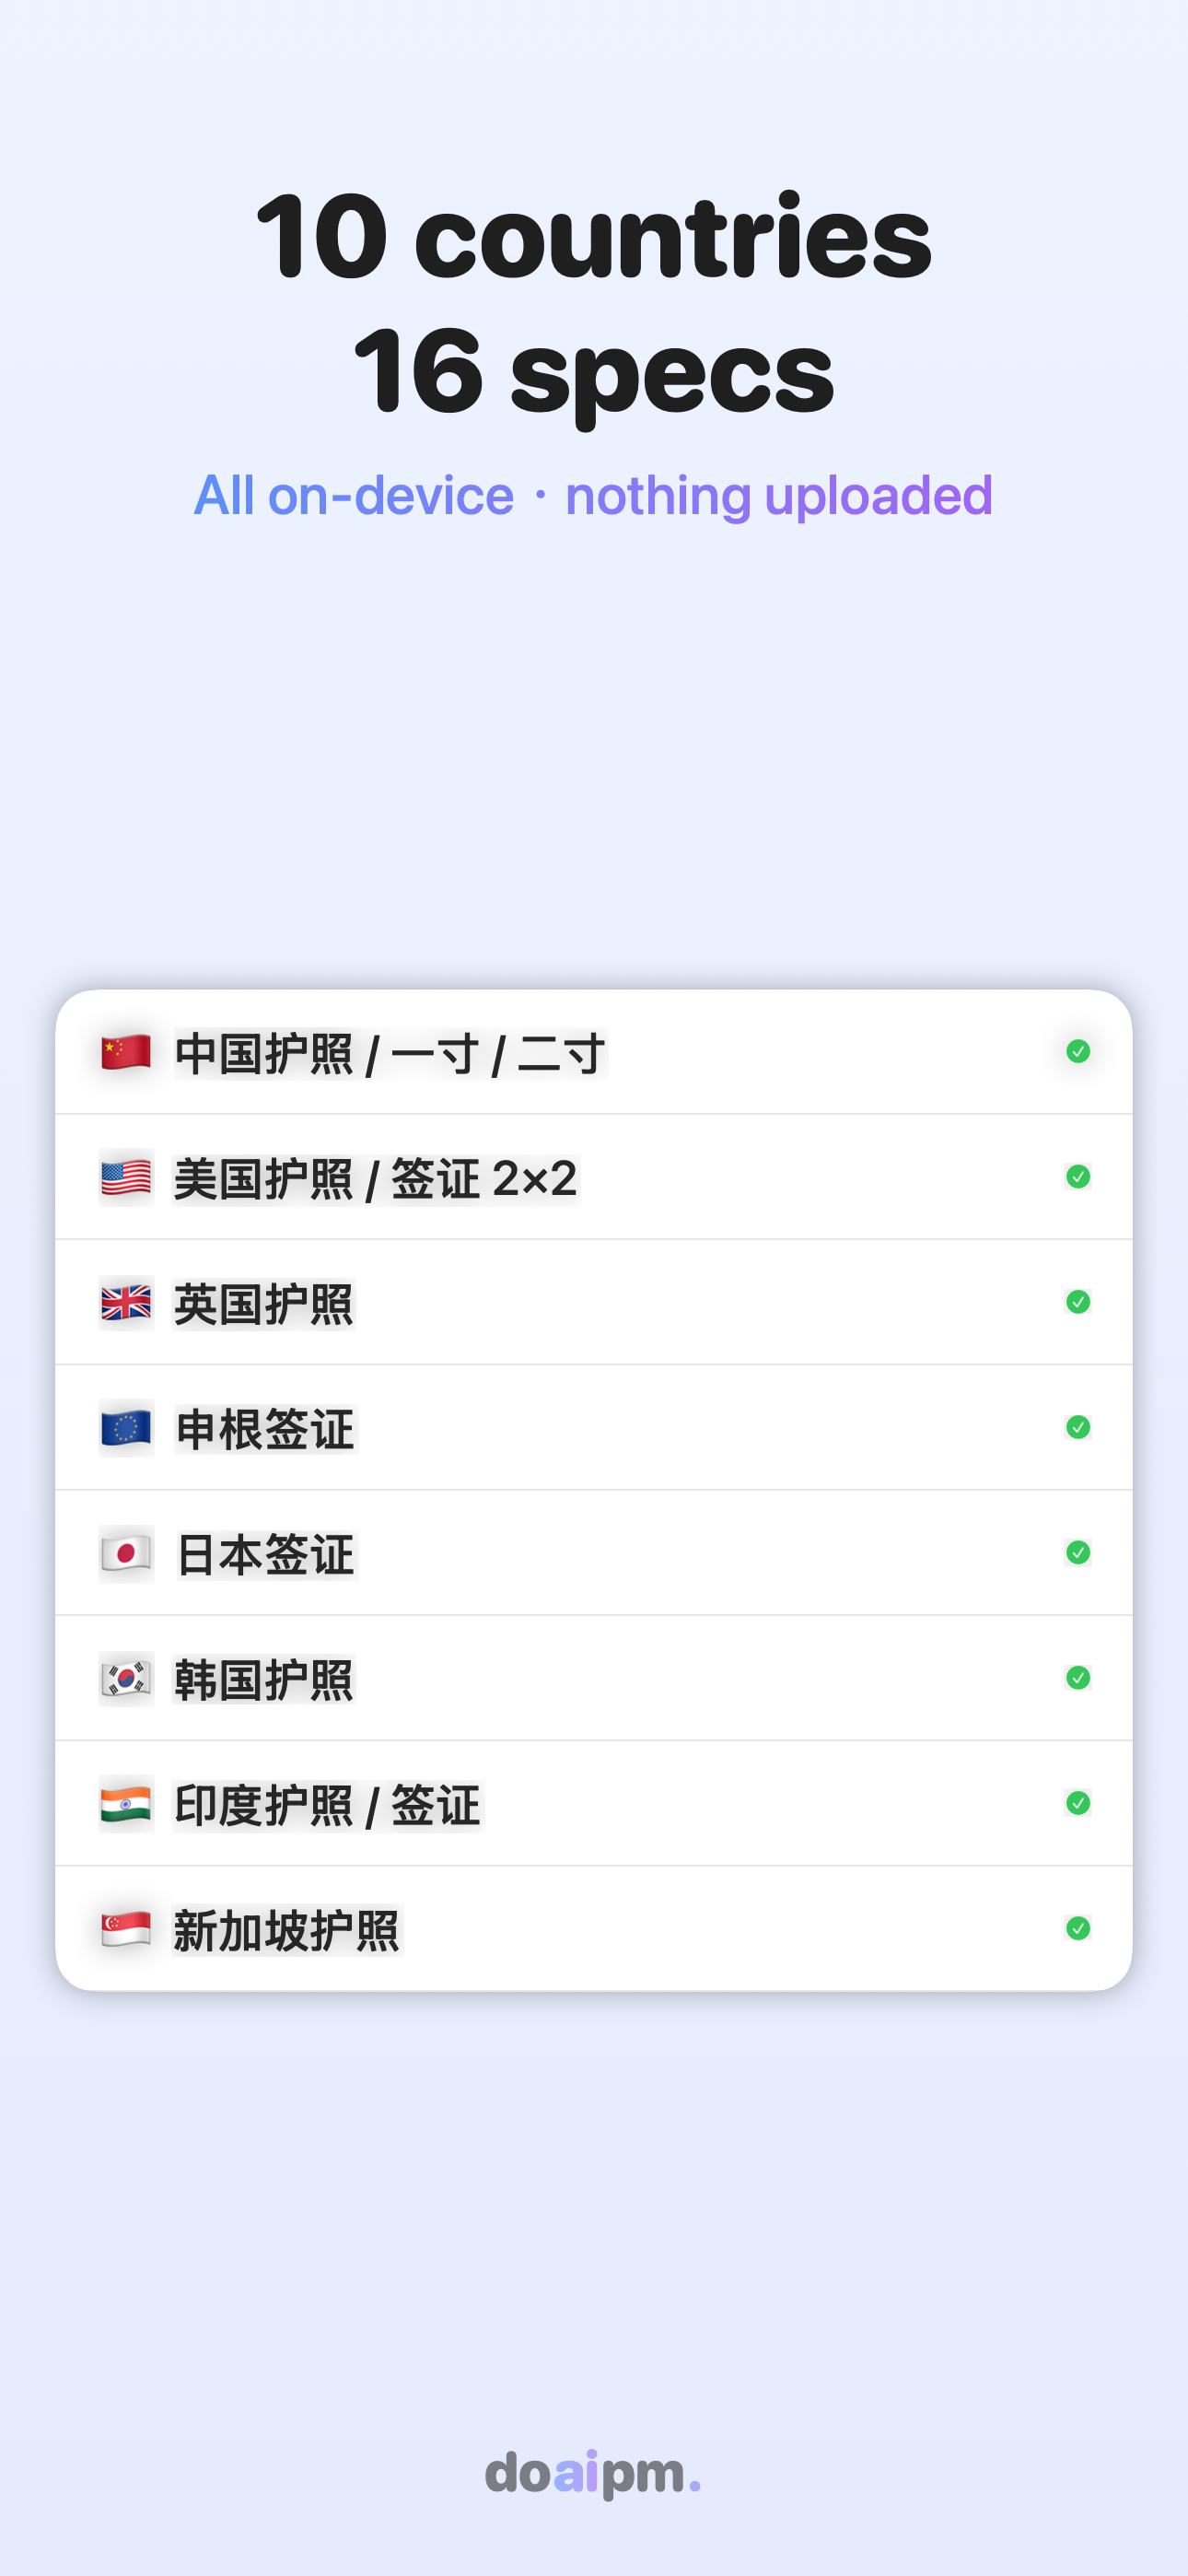 10 countries
16 specs
All on-device · nothing uploaded
中国护照 / 一寸 / 二寸
美国护照 / 签证 2×2
英国护照
申根签证
日本签证
韩国护照
印度护照 / 签证
新加坡护照
doaipm.